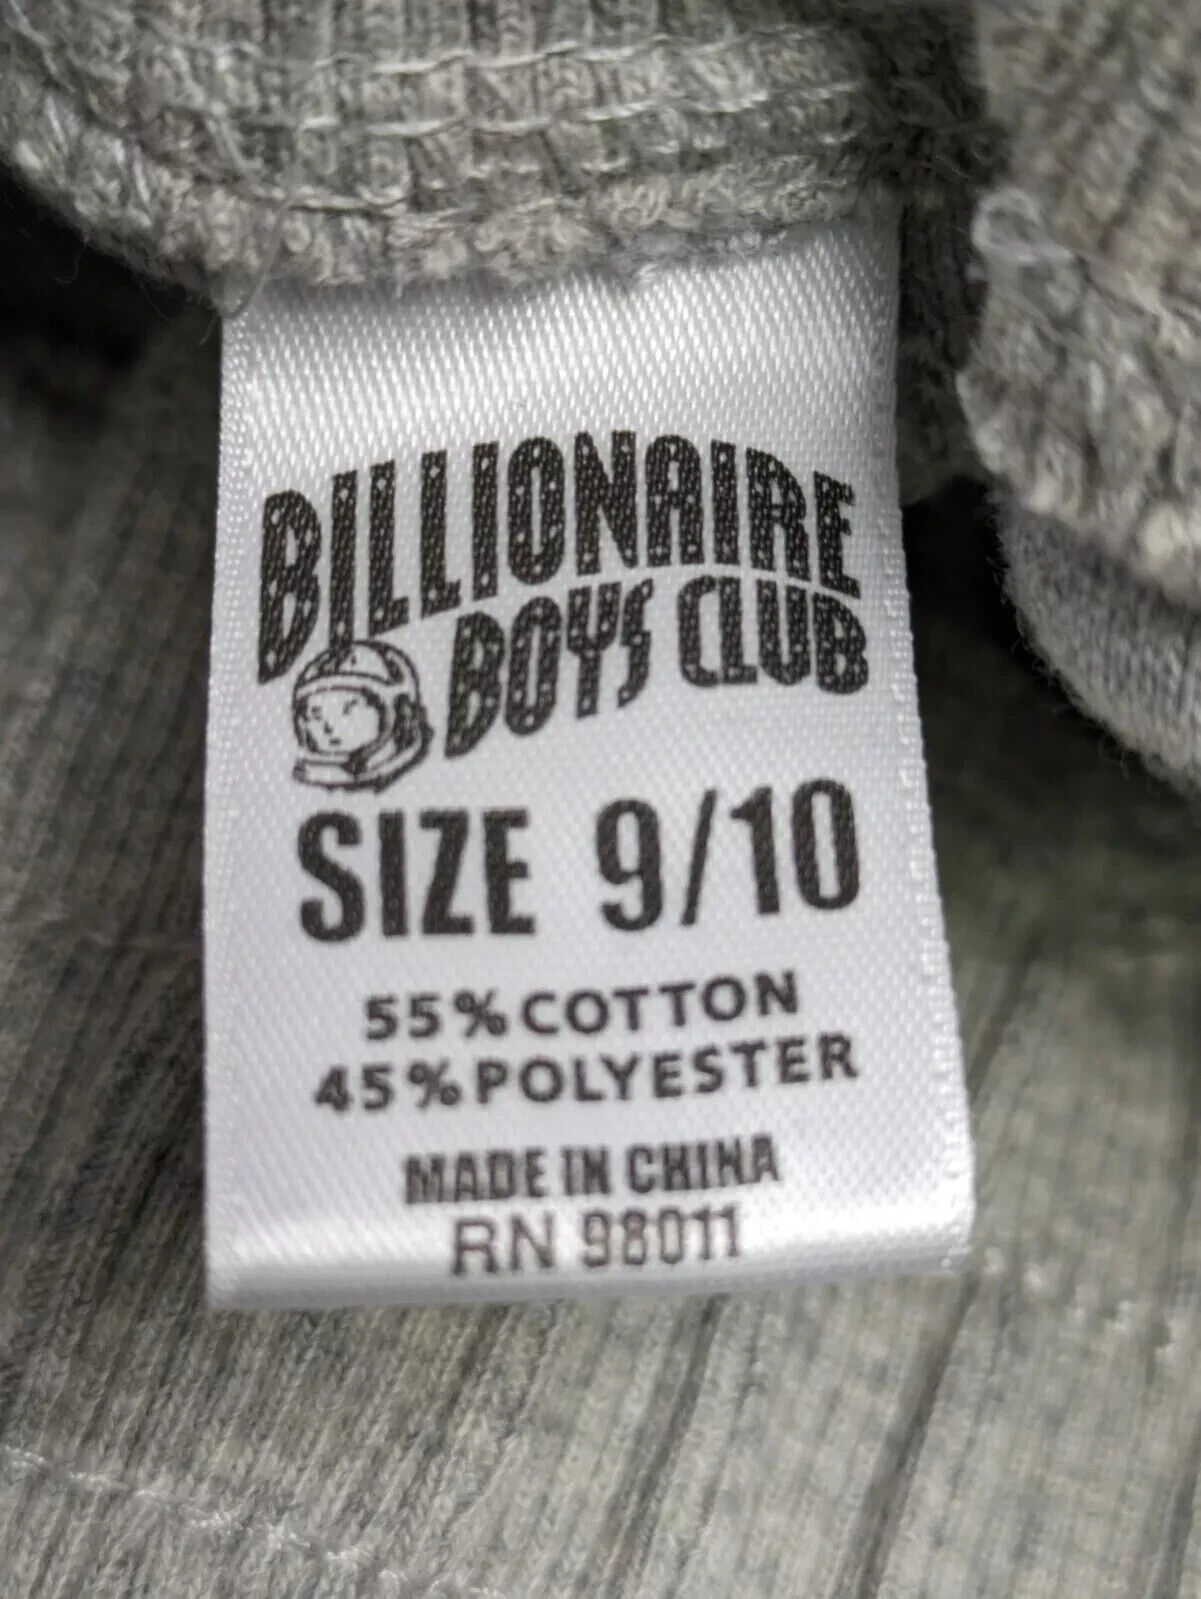 BILLIONAIRE
BOYS CLUB
SIZE 9/10
55% COTTON
45% POLYESTER
MADE IN CHINA
RN 98011